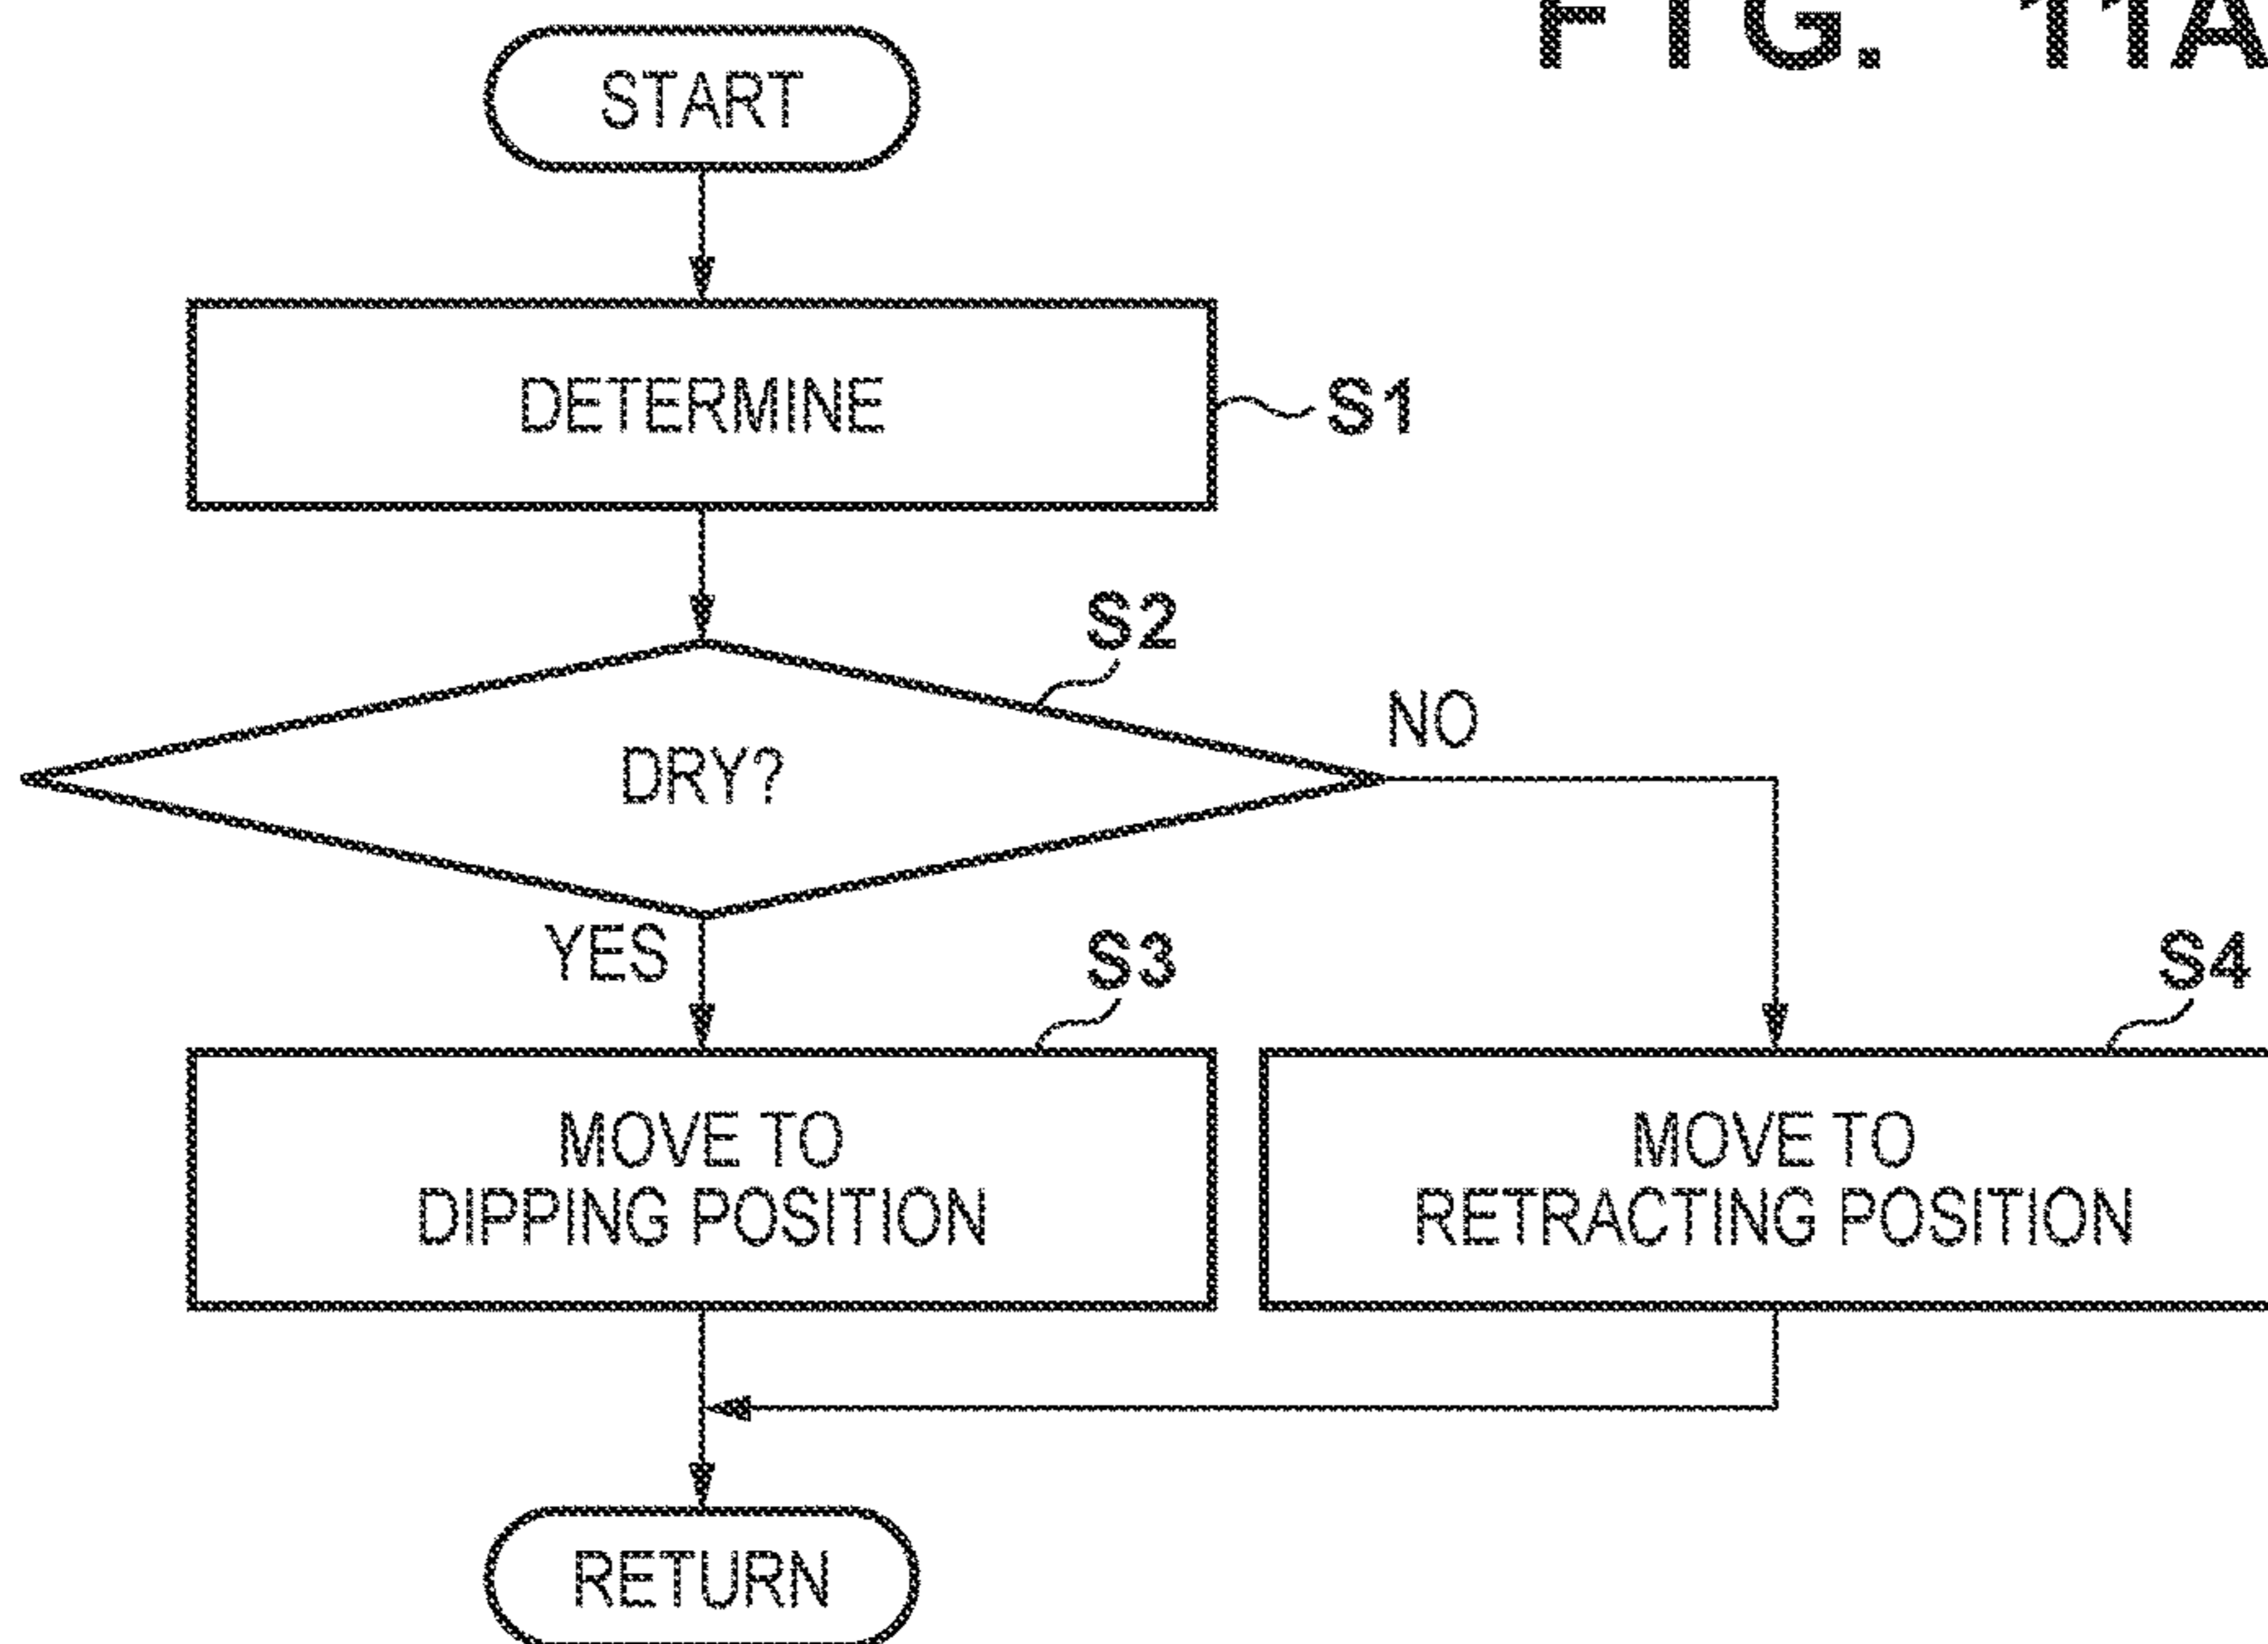 FIG. 11A
START
DETERMINE
S1
S2
DRY?
NO
YES
S3
S4
MOVE TO
DIPPING POSITION
MOVE TO
RETRACTING POSITION
RETURN